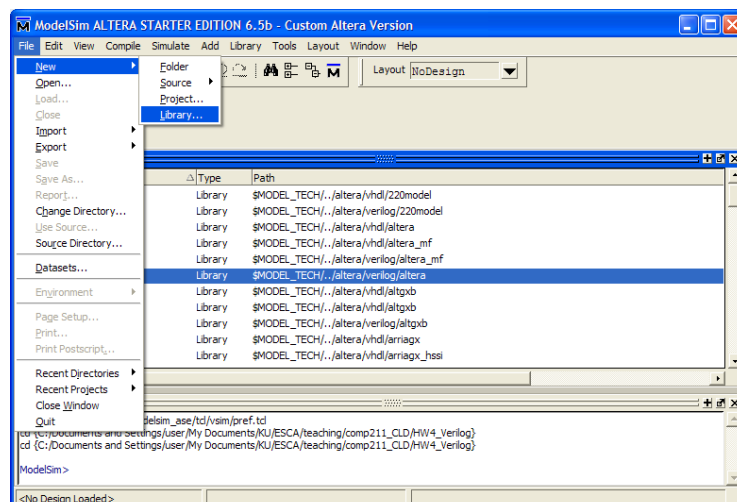 ModelSim ALTERA STARTER EDITION 6.5b - Custom Altera Version
File Edit View Compile Simulate Add Library Tools Layout Window Help
New
Open...
Load...
Close
Import
Export
Save
Save As...
Report...
Change Directory...
Use Source...
Source Directory...
Datasets...
Environment
Page Setup...
Print...
Print Postscript...
Recent Directories
Recent Projects
Close Window
Quit
Folder
Source
Project...
Library...
Layout NoDesign
Type Path
Library $MODEL_TECH/../altera/vhdl/220model
Library $MODEL_TECH/../altera/verilog/220model
Library $MODEL_TECH/../altera/vhdl/altera
Library $MODEL_TECH/../altera/vhdl/altera_mf
Library $MODEL_TECH/../altera/verilog/altera_mf
Library $MODEL_TECH/../altera/verilog/altera
Library $MODEL_TECH/../altera/vhdl/altgxb
Library $MODEL_TECH/../altera/vhdl/altgxb
Library $MODEL_TECH/../altera/verilog/altgxb
Library $MODEL_TECH/../altera/vhdl/arriagx
Library $MODEL_TECH/../altera/vhdl/arriagx_hssi
delsim_ase/tcl/vsim/pref.tcl
cd {C:/Documents and Settings/user/My Documents/KU/ESCA/teaching/comp211_CLD/HW4_Verilog}
cd {C:/Documents and Settings/user/My Documents/KU/ESCA/teaching/comp211_CLD/HW4_Verilog}
ModelSim>
<No Design Loaded>